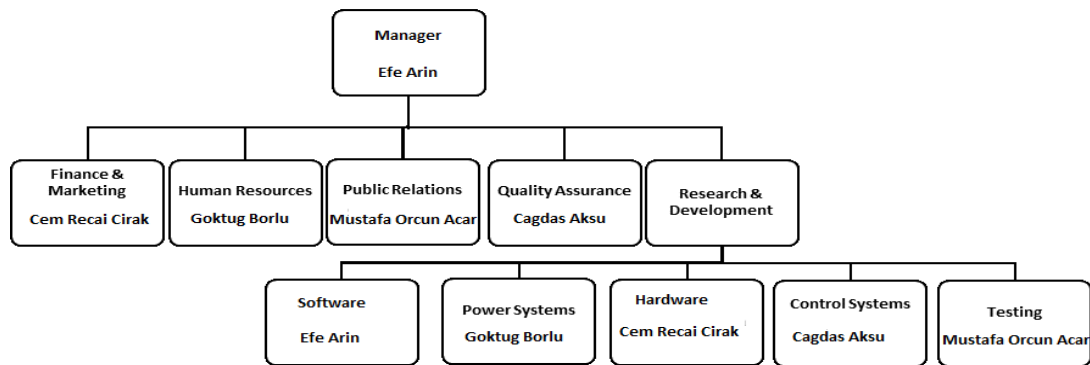 Manager
Efe Arin
Finance &
Marketing
Cem Recai Cirak
Human Resources
Goktug Borlu
Public Relations
Mustafa Orcun Acar
Quality Assurance
Cagdas Aksu
Research &
Development
Software
Efe Arin
Power Systems
Goktug Borlu
Hardware
Cem Recai Cirak
Control Systems
Cagdas Aksu
Testing
Mustafa Orcun Acar